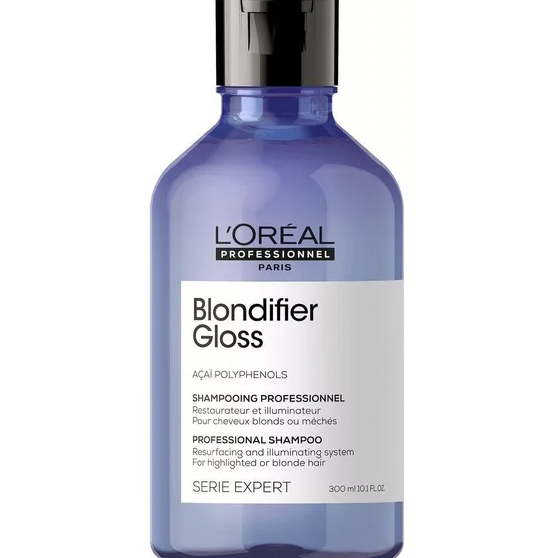 L'ORÉAL
PROFESSIONNEL
PARIS
Blondifier
Gloss
AÇAÏ POLYPHENOLS
SHAMPOOING PROFESSIONNEL
Restaurateur et illuminateur
Pour cheveux blonds ou méchés
PROFESSIONAL SHAMPOO
Resurfacing and illuminating system
For highlighted or blonde hair
SERIE EXPERT 300 ml 10.1 FL.OZ.